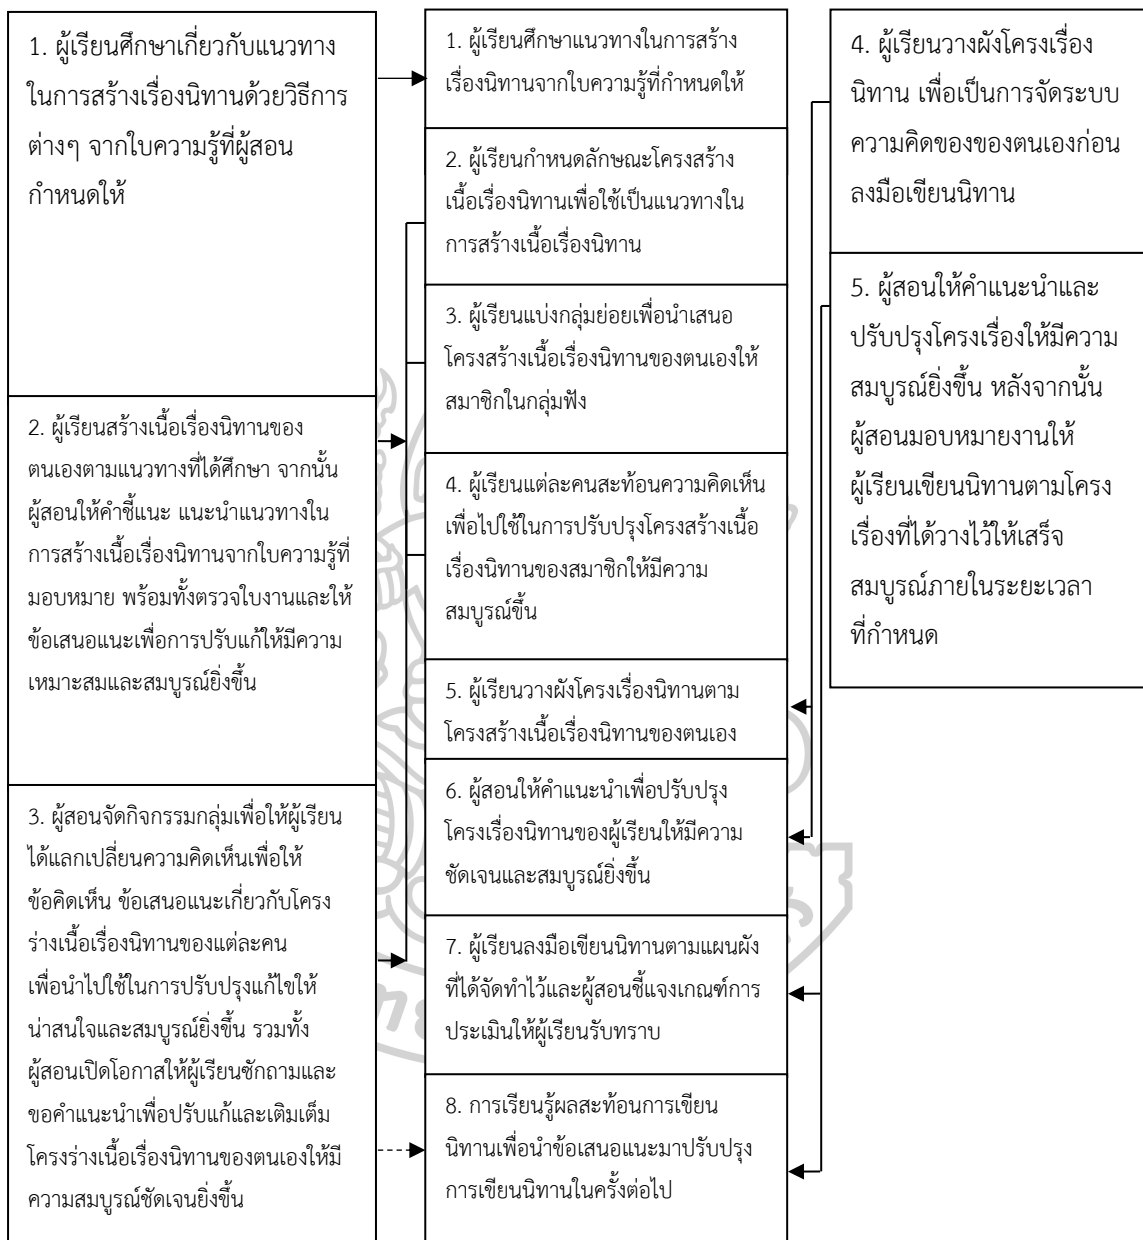 1. ผู้เรียนศึกษาเกี่ยวกับแนวทาง
ในการสร้างเรื่องนิทานด้วยวิธีการ
ต่างๆ จากใบความรู้ที่ผู้สอน
กำหนดให้
2. ผู้เรียนสร้างเนื้อเรื่องนิทานของ
ตนเองตามแนวทางที่ได้ศึกษา จากนั้น
ผู้สอนให้คำชี้แนะ แนะนำแนวทางใน
การสร้างเนื้อเรื่องนิทานจากใบความรู้ที่
มอบหมาย พร้อมทั้งตรวจใบงานและให้
ข้อเสนอแนะเพื่อการปรับแก้ให้มีความ
เหมาะสมและสมบูรณ์ยิ่งขึ้น
3. ผู้สอนจัดกิจกรรมกลุ่มเพื่อให้ผู้เรียน
ได้แลกเปลี่ยนความคิดเห็นเพื่อให้
ข้อคิดเห็น ข้อเสนอแนะเกี่ยวกับโครง
ร่างเนื้อเรื่องนิทานของแต่ละคน
เพื่อนำไปใช้ในการปรับปรุงแก้ไขให้
น่าสนใจและสมบูรณ์ยิ่งขึ้น รวมทั้ง
ผู้สอนเปิดโอกาสให้ผู้เรียนซักถามและ
ขอคำแนะนำเพื่อปรับแก้และเติมเต็ม
โครงร่างเนื้อเรื่องนิทานของตนเองให้มี
ความสมบูรณ์ชัดเจนยิ่งขึ้น
1. ผู้เรียนศึกษาแนวทางในการสร้าง
เรื่องนิทานจากใบความรู้ที่กำหนดให้
2. ผู้เรียนกำหนดลักษณะโครงสร้าง
เนื้อเรื่องนิทานเพื่อใช้เป็นแนวทางใน
การสร้างเนื้อเรื่องนิทาน
3. ผู้เรียนแบ่งกลุ่มย่อยเพื่อนำเสนอ
โครงสร้างเนื้อเรื่องนิทานของตนเองให้
สมาชิกในกลุ่มฟัง
4. ผู้เรียนแต่ละคนสะท้อนความคิดเห็น
เพื่อไปใช้ในการปรับปรุงโครงสร้างเนื้อ
เรื่องนิทานของสมาชิกให้มีความ
สมบูรณ์ขึ้น
5. ผู้เรียนวางผังโครงเรื่องนิทานตาม
โครงสร้างเนื้อเรื่องนิทานของตนเอง
6. ผู้สอนให้คำแนะนำเพื่อปรับปรุง
โครงเรื่องนิทานของผู้เรียนให้มีความ
ชัดเจนและสมบูรณ์ยิ่งขึ้น
7. ผู้เรียนลงมือเขียนนิทานตามแผนผัง
ที่ได้จัดทำไว้และผู้สอนชี้แจงเกณฑ์การ
ประเมินให้ผู้เรียนรับทราบ
8. การเรียนรู้ผลสะท้อนการเขียน
นิทานเพื่อนำข้อเสนอแนะมาปรับปรุง
การเขียนนิทานในครั้งต่อไป
4. ผู้เรียนวางผังโครงเรื่อง
นิทาน เพื่อเป็นการจัดระบบ
ความคิดของของตนเองก่อน
ลงมือเขียนนิทาน
5. ผู้สอนให้คำแนะนำและ
ปรับปรุงโครงเรื่องให้มีความ
สมบูรณ์ยิ่งขึ้น หลังจากนั้น
ผู้สอนมอบหมายงานให้
ผู้เรียนเขียนนิทานตามโครง
เรื่องที่ได้วางไว้ให้เสร็จ
สมบูรณ์ภายในระยะเวลา
ที่กำหนด